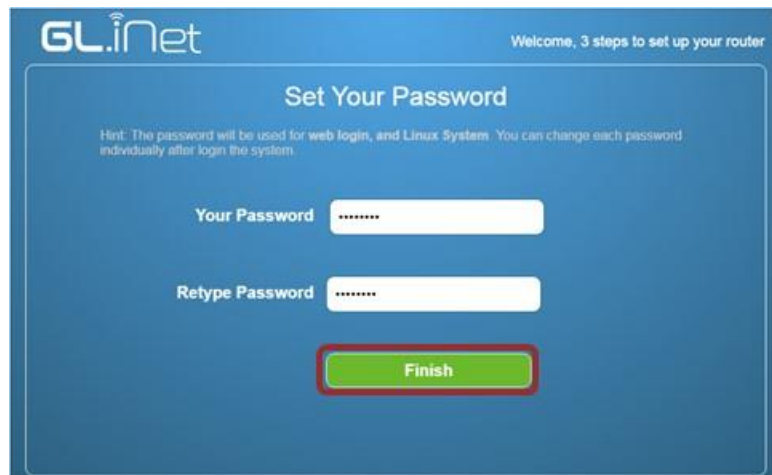 GL.iNet
Welcome, 3 steps to set up your router
Set Your Password
Hint: The password will be used for web login, and Linux System. You can change each password
individually after login the system.
Your Password ••••••••
Retype Password ••••••••
Finish